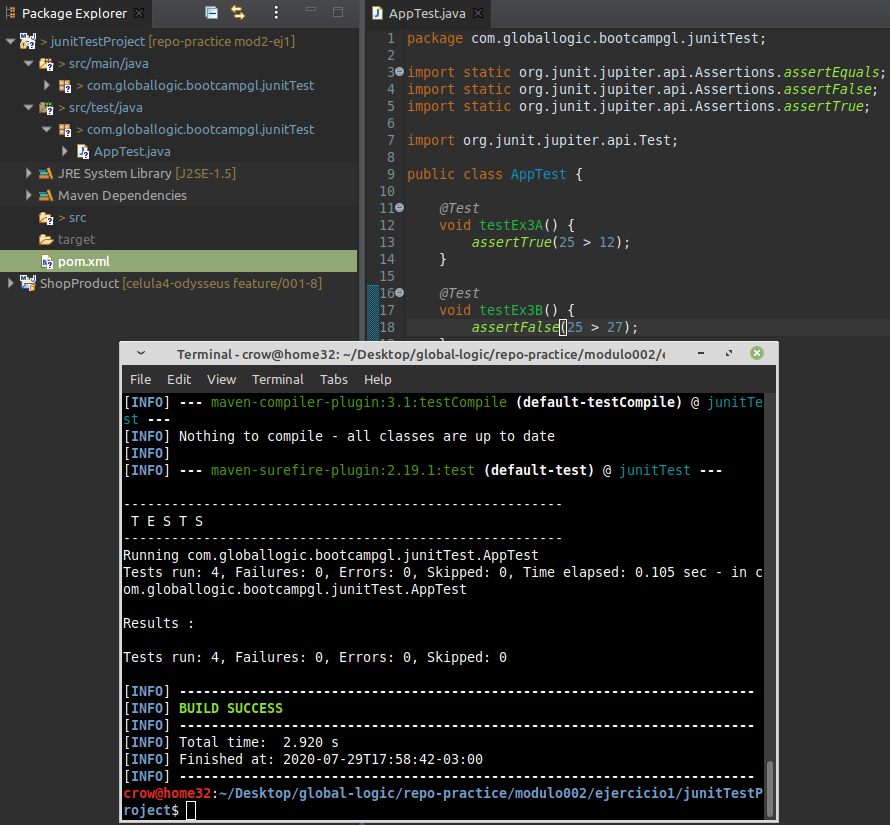 Package Explorer
> junitTestProject [repo-practice mod2-ej1]
> src/main/java
> com.globallogic.bootcampgl.junitTest
> src/test/java
> com.globallogic.bootcampgl.junitTest
> AppTest.java
JRE System Library [J2SE-1.5]
Maven Dependencies
> src
target
pom.xml
ShopProduct [celula4-odysseus feature/001-8]
AppTest.java
1 package com.globallogic.bootcampgl.junitTest;
2
3 import static org.junit.jupiter.api.Assertions.assertEquals;
4 import static org.junit.jupiter.api.Assertions.assertFalse;
5 import static org.junit.jupiter.api.Assertions.assertTrue;
6
7 import org.junit.jupiter.api.Test;
8
9 public class AppTest {
10
11 @Test
12 void testEx3A() {
13 assertTrue(25 > 12);
14 }
15
16 @Test
17 void testEx3B() {
18 assertFalse(25 > 27);
Terminal - crow@home32: ~/Desktop/global-logic/repo-practice/modulo002/e
File Edit View Terminal Tabs Help
[INFO] --- maven-compiler-plugin:3.1:testCompile (default-testCompile) @ junitTe
st ---
[INFO] Nothing to compile - all classes are up to date
[INFO]
[INFO] --- maven-surefire-plugin:2.19.1:test (default-test) @ junitTest ---
-------------------------------------------------------
T E S T S
-------------------------------------------------------
Running com.globallogic.bootcampgl.junitTest.AppTest
Tests run: 4, Failures: 0, Errors: 0, Skipped: 0, Time elapsed: 0.105 sec - in c
om.globallogic.bootcampgl.junitTest.AppTest
Results :
Tests run: 4, Failures: 0, Errors: 0, Skipped: 0
[INFO] ------------------------------------------------------------------------
[INFO] BUILD SUCCESS
[INFO] ------------------------------------------------------------------------
[INFO] Total time:  2.920 s
[INFO] Finished at: 2020-07-29T17:58:42-03:00
[INFO] ------------------------------------------------------------------------
crow@home32:~/Desktop/global-logic/repo-practice/modulo002/ejercicio1/junitTestP
roject$